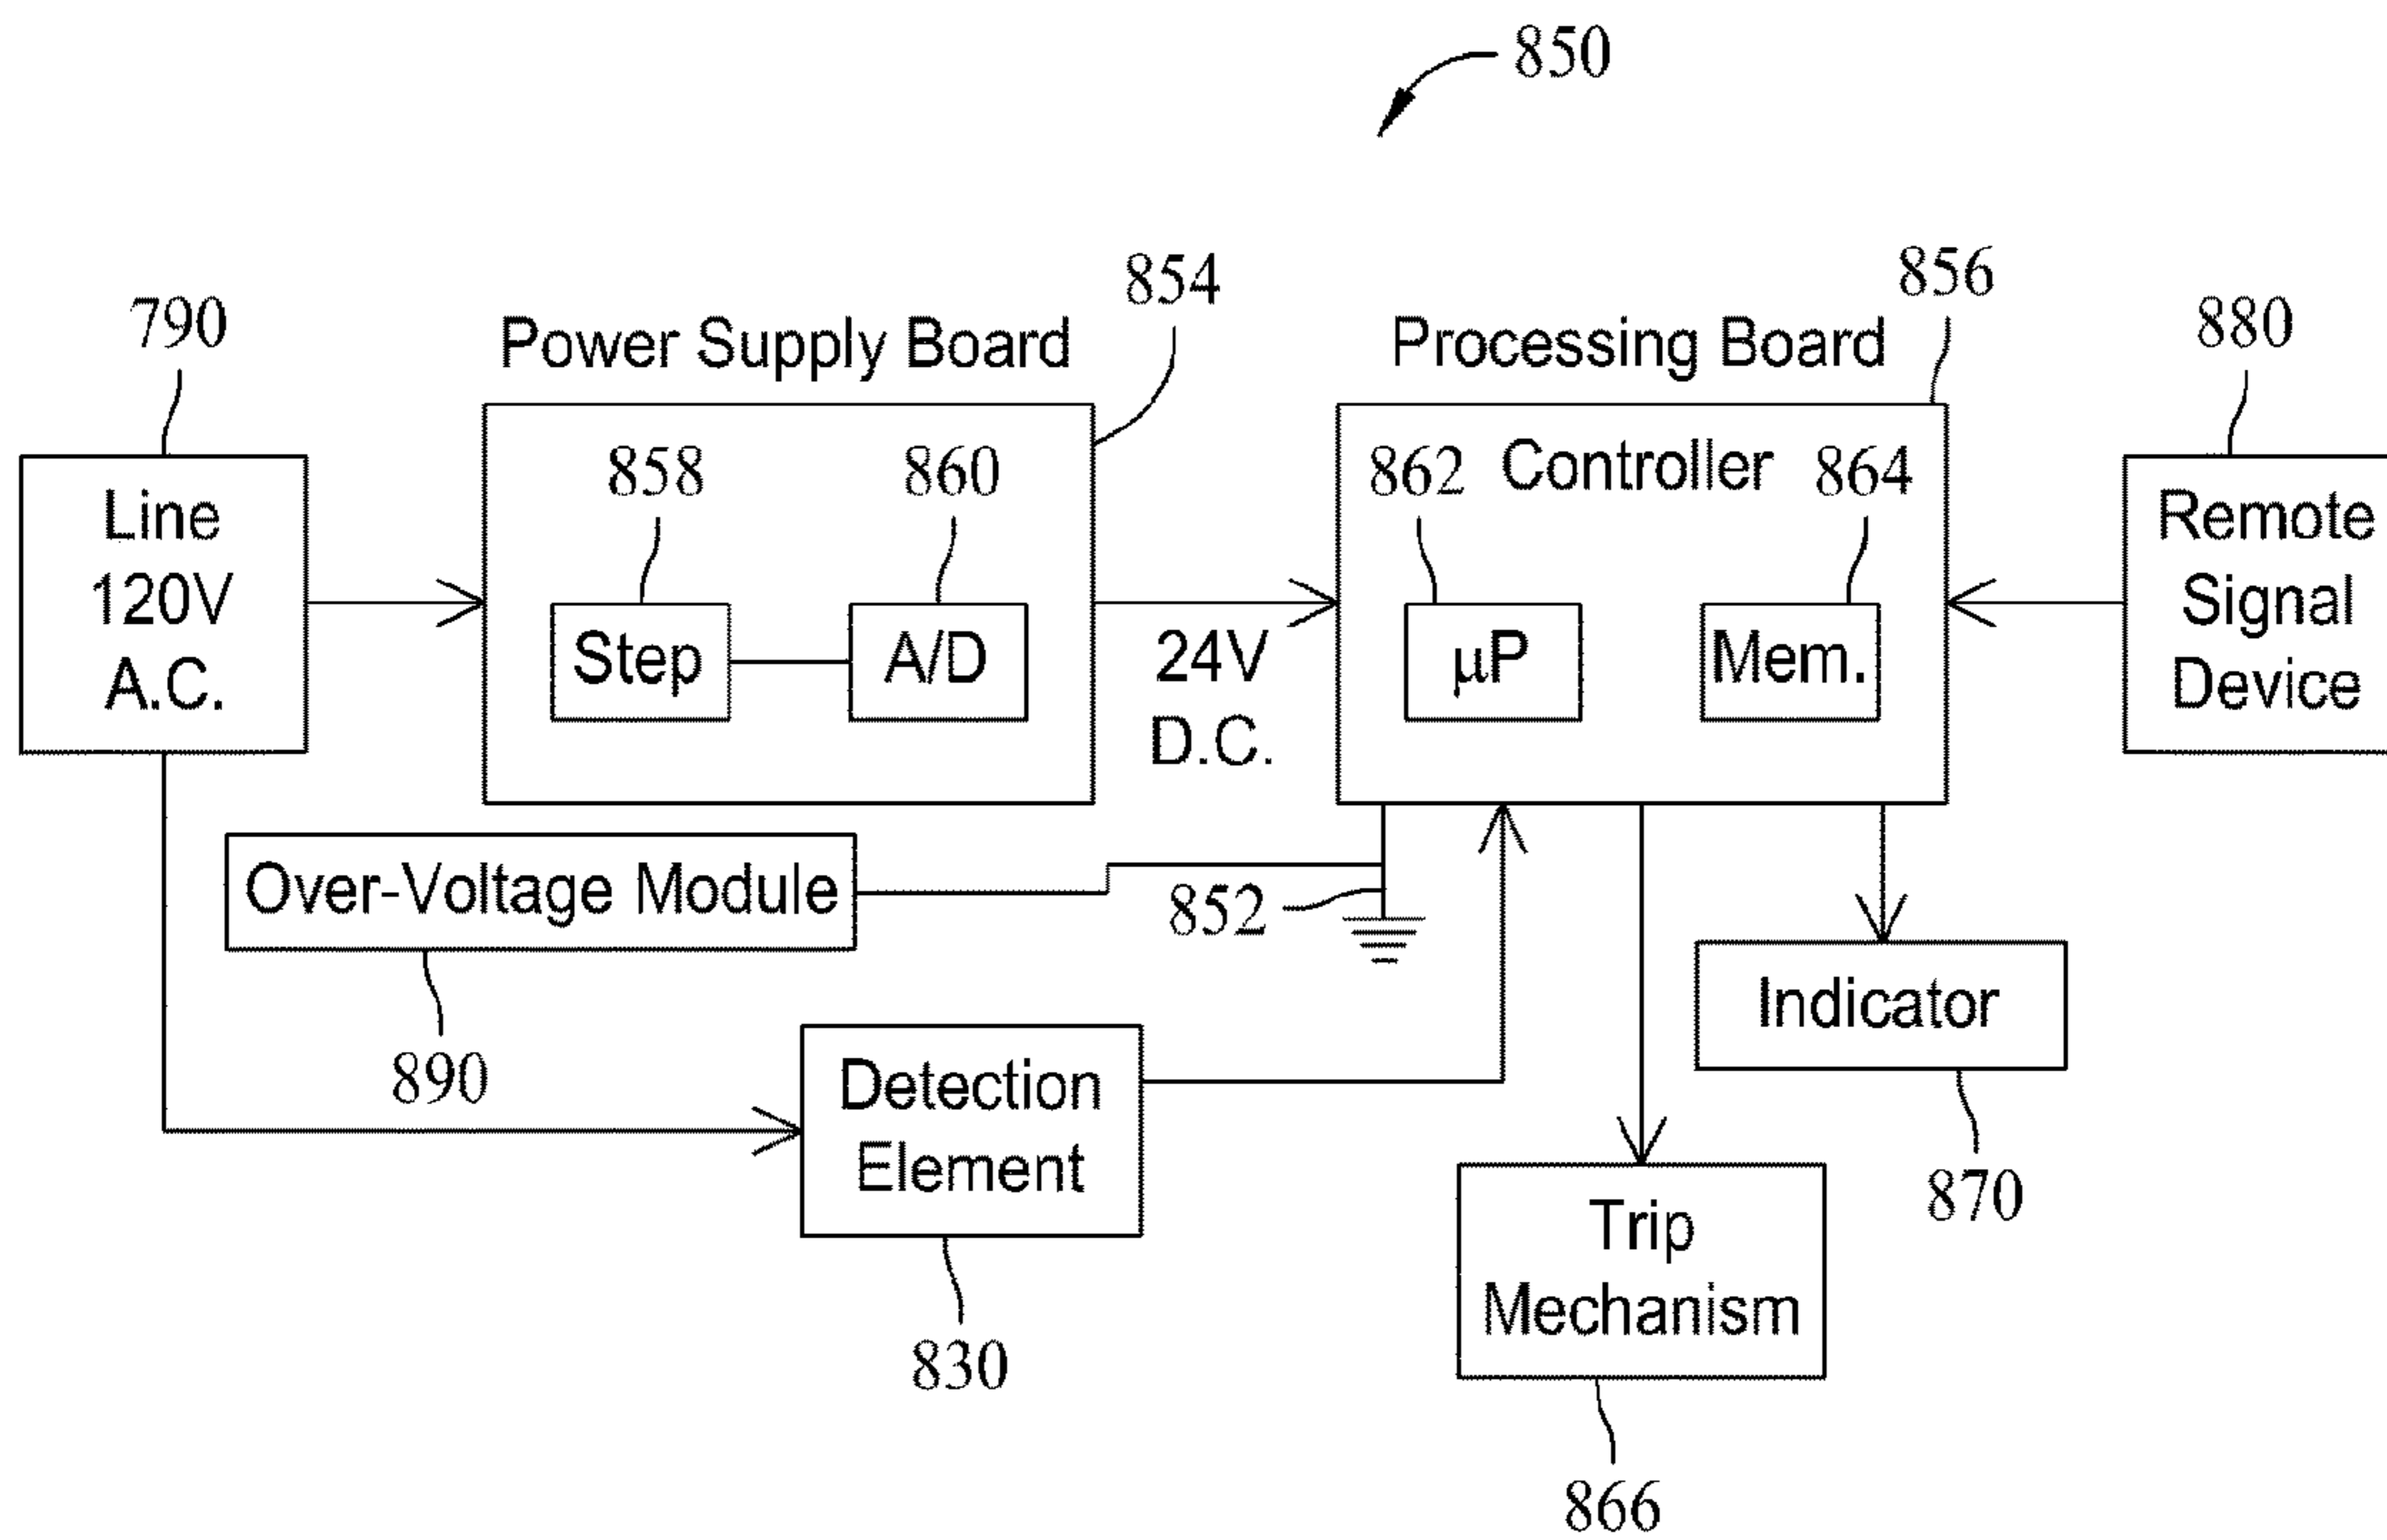 850
854
856
790
880
Power Supply Board
Processing Board
858
860
862
Controller
864
Line
120V
A.C.
Step
A/D
24V
D.C.
μP
Mem.
Remote
Signal
Device
Over-Voltage Module
852
890
Indicator
Detection
Element
870
Trip
Mechanism
830
866